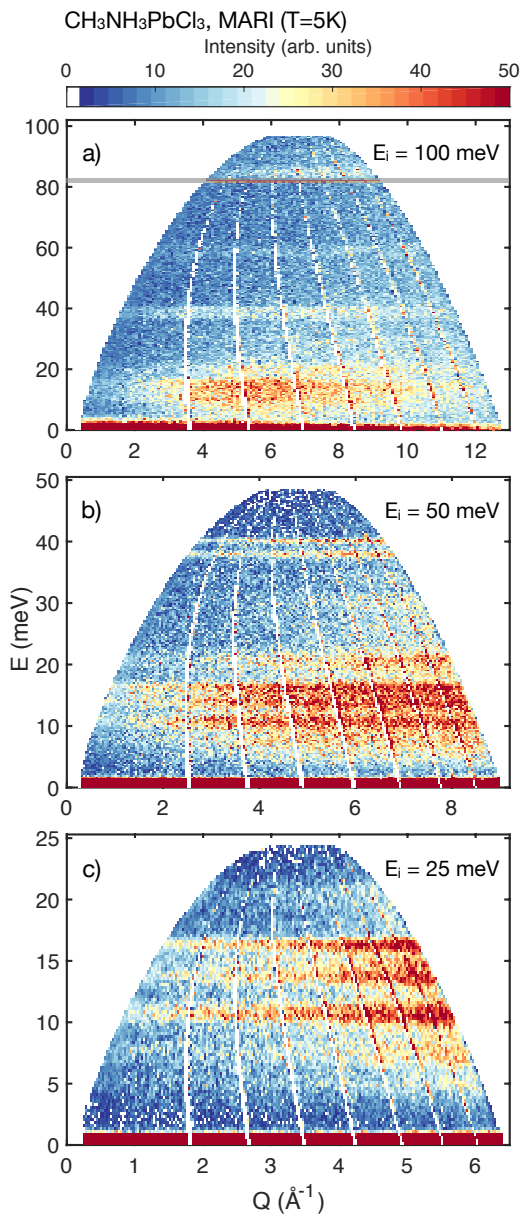 CH₃NH₃PbCl₃, MARI (T=5K)
Intensity (arb. units)
0 10 20 30 40 50
a)
Eᵢ = 100 meV
100
80
60
40
20
0
0 2 4 6 8 10 12
b)
Eᵢ = 50 meV
50
40
30
20
10
0
E (meV)
0 2 4 6 8
c)
Eᵢ = 25 meV
25
20
15
10
5
0
0 1 2 3 4 5 6
Q (Å⁻¹)